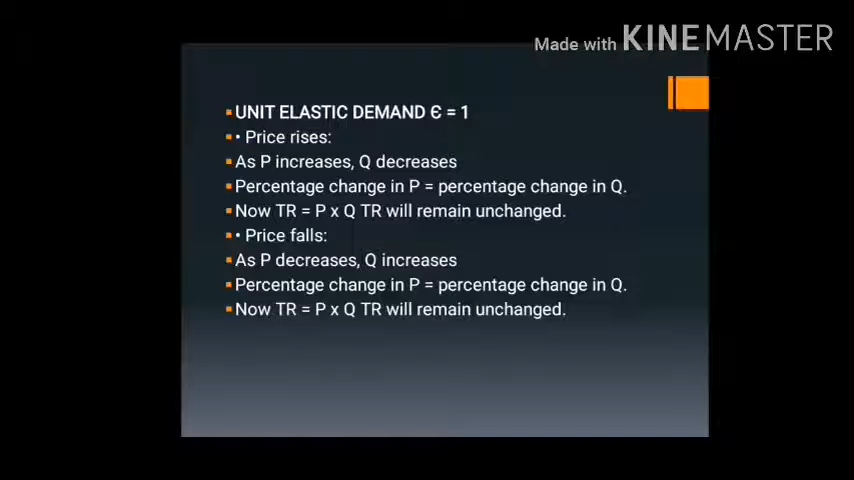 Made with KINEMASTER
▪UNIT ELASTIC DEMAND Є = 1
▪• Price rises:
▪As P increases, Q decreases
▪Percentage change in P = percentage change in Q.
▪Now TR = P x Q TR will remain unchanged.
▪• Price falls:
▪As P decreases, Q increases
▪Percentage change in P = percentage change in Q.
▪Now TR = P x Q TR will remain unchanged.